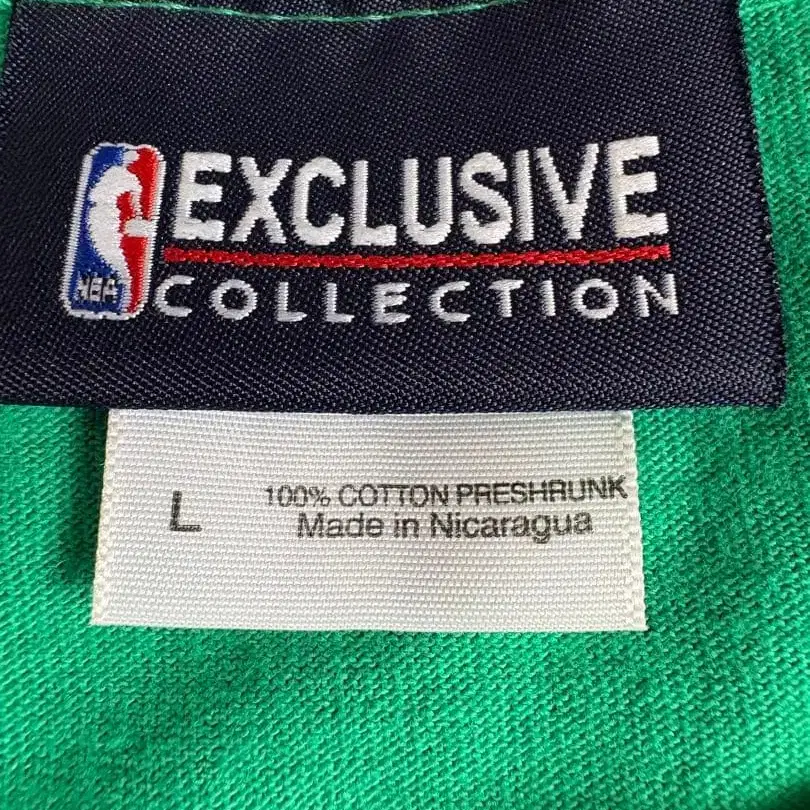 NBA
EXCLUSIVE
COLLECTION
L
100% COTTON PRESHRUNK
Made in Nicaragua